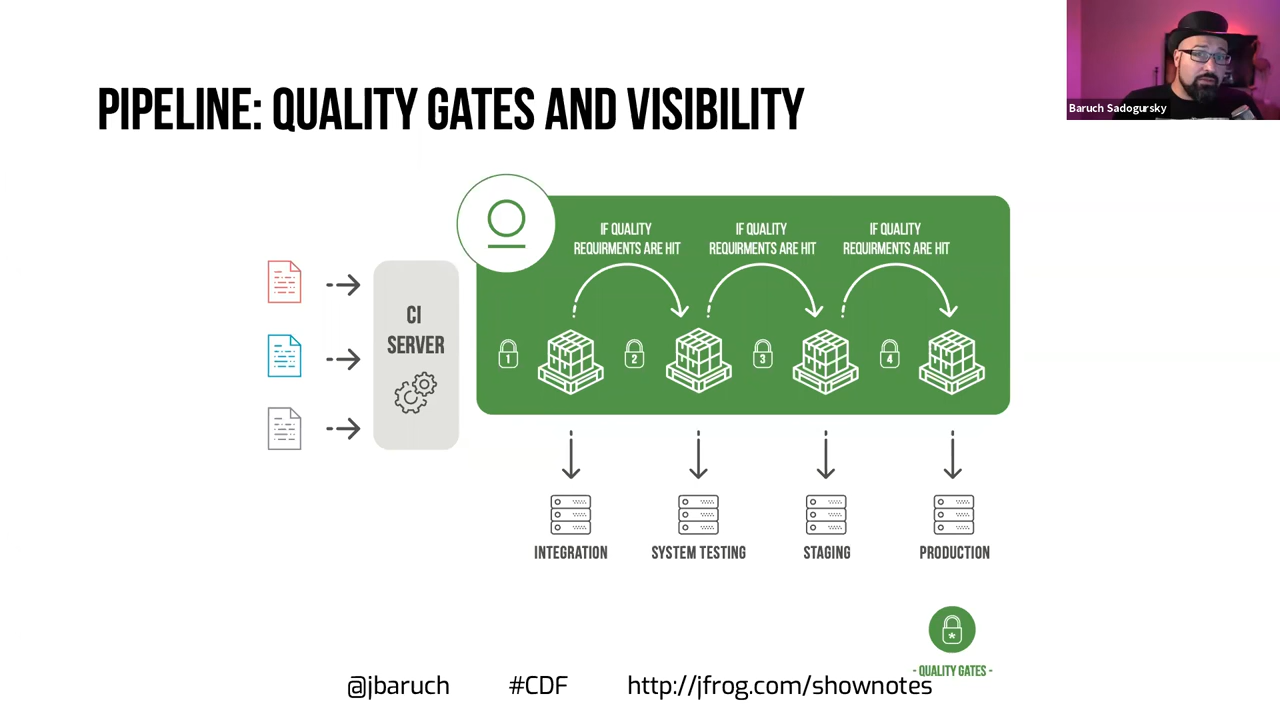 Baruch Sadogursky
PIPELINE: QUALITY GATES AND VISIBILITY
IF QUALITY
REQUIRMENTS ARE HIT
IF QUALITY
REQUIRMENTS ARE HIT
IF QUALITY
REQUIRMENTS ARE HIT
CI
SERVER
1
2
3
4
INTEGRATION
SYSTEM TESTING
STAGING
PRODUCTION
*
- QUALITY GATES -
@jbaruch
#CDF
http://jfrog.com/shownotes